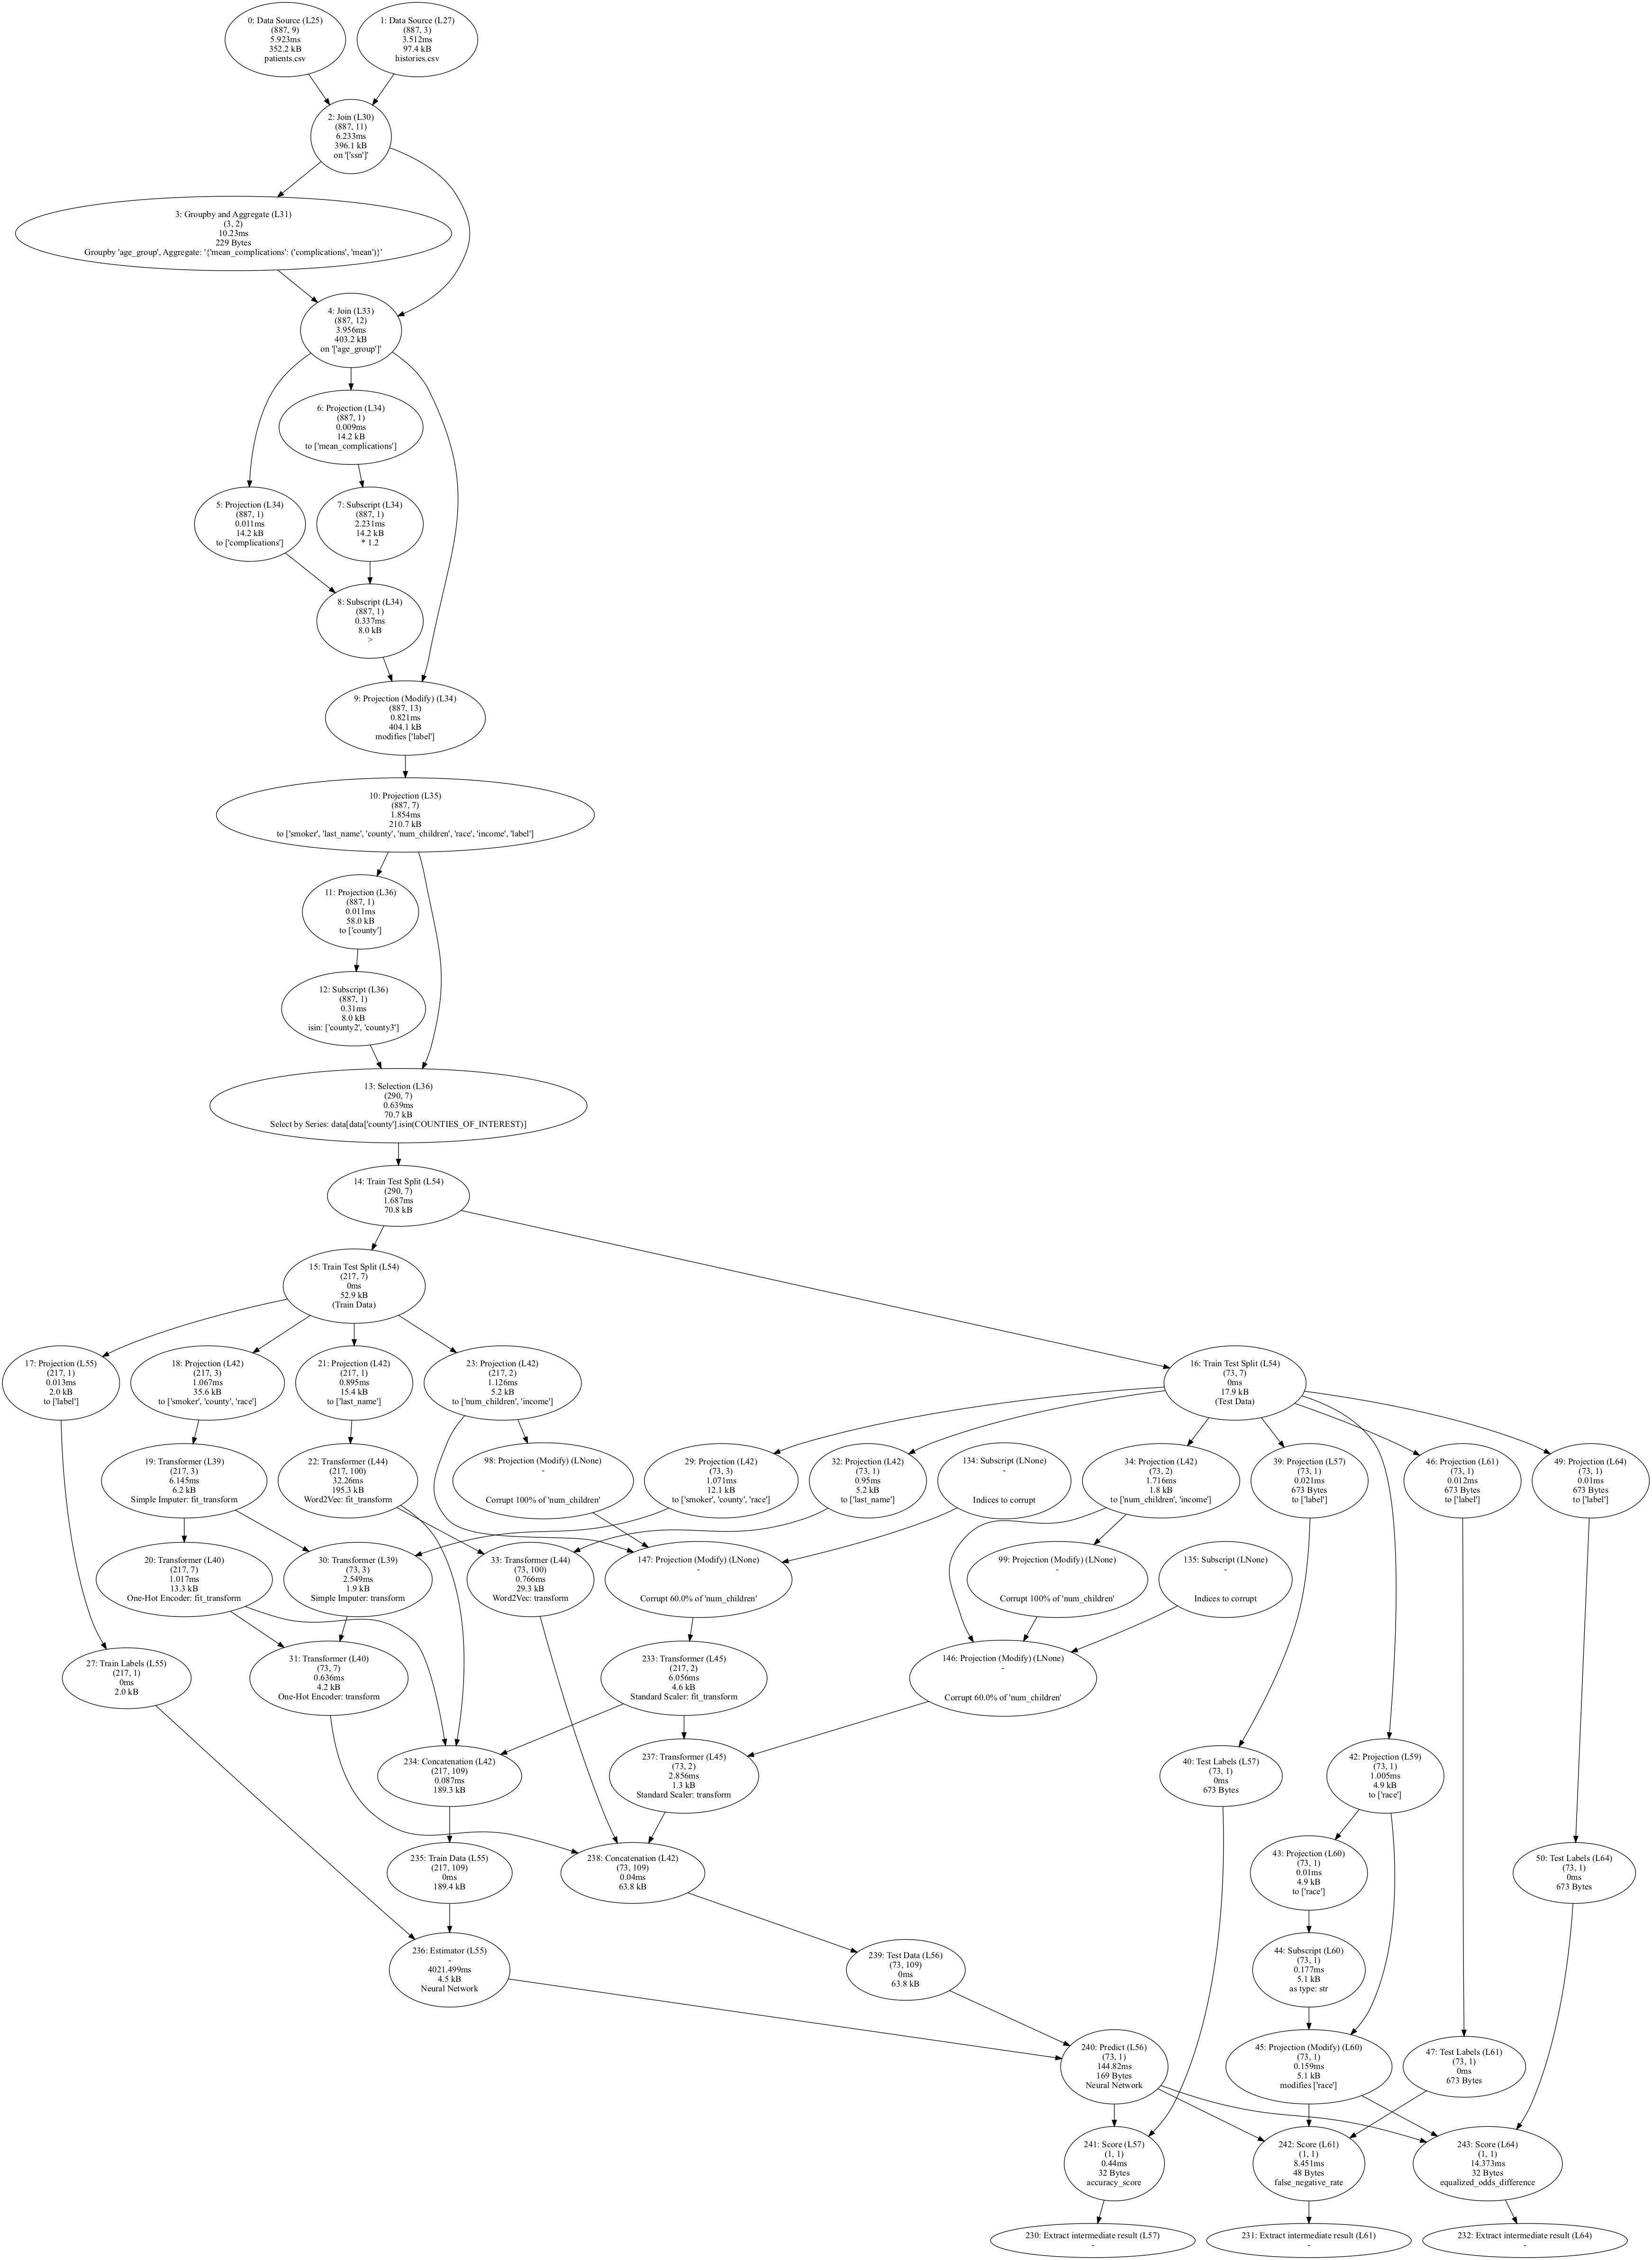 0: Data Source (L25)
(887, 9)
5.923ms
352.2 kB
patients.csv
1: Data Source (L27)
(887, 3)
3.512ms
97.4 kB
histories.csv
2: Join (L30)
(887, 11)
6.233ms
396.1 kB
on '['ssn']'
3: Groupby and Aggregate (L31)
(3, 2)
10.23ms
229 Bytes
Groupby 'age_group', Aggregate: '{'mean_complications': ('complications', 'mean')}'
4: Join (L33)
(887, 12)
3.956ms
403.2 kB
on '['age_group']'
6: Projection (L34)
(887, 1)
0.009ms
14.2 kB
to ['mean_complications']
5: Projection (L34)
(887, 1)
0.011ms
14.2 kB
to ['complications']
7: Subscript (L34)
(887, 1)
2.231ms
14.2 kB
* 1.2
8: Subscript (L34)
(887, 1)
0.337ms
8.0 kB
>
9: Projection (Modify) (L34)
(887, 13)
0.821ms
404.1 kB
modifies ['label']
10: Projection (L35)
(887, 7)
1.854ms
210.7 kB
to ['smoker', 'last_name', 'county', 'num_children', 'race', 'income', 'label']
11: Projection (L36)
(887, 1)
0.011ms
58.0 kB
to ['county']
12: Subscript (L36)
(887, 1)
0.31ms
8.0 kB
isin: ['county2', 'county3']
13: Selection (L36)
(290, 7)
0.639ms
70.7 kB
Select by Series: data[data['county'].isin(COUNTIES_OF_INTEREST)]
14: Train Test Split (L54)
(290, 7)
1.687ms
70.8 kB
15: Train Test Split (L54)
(217, 7)
0ms
52.9 kB
(Train Data)
17: Projection (L55)
(217, 1)
0.013ms
2.0 kB
to ['label']
18: Projection (L42)
(217, 3)
1.067ms
35.6 kB
to ['smoker', 'county', 'race']
21: Projection (L42)
(217, 1)
0.895ms
15.4 kB
to ['last_name']
23: Projection (L42)
(217, 2)
1.126ms
5.2 kB
to ['num_children', 'income']
16: Train Test Split (L54)
(73, 7)
0ms
17.9 kB
(Test Data)
19: Transformer (L39)
(217, 3)
6.145ms
6.2 kB
Simple Imputer: fit_transform
22: Transformer (L44)
(217, 100)
32.26ms
195.3 kB
Word2Vec: fit_transform
98: Projection (Modify) (LNone)
-
Corrupt 100% of 'num_children'
29: Projection (L42)
(73, 3)
1.071ms
12.1 kB
to ['smoker', 'county', 'race']
32: Projection (L42)
(73, 1)
0.95ms
5.2 kB
to ['last_name']
134: Subscript (LNone)
-
Indices to corrupt
34: Projection (L42)
(73, 2)
1.716ms
1.8 kB
to ['num_children', 'income']
39: Projection (L57)
(73, 1)
0.021ms
673 Bytes
to ['label']
46: Projection (L61)
(73, 1)
0.012ms
673 Bytes
to ['label']
49: Projection (L64)
(73, 1)
0.01ms
673 Bytes
to ['label']
20: Transformer (L40)
(217, 7)
1.017ms
13.3 kB
One-Hot Encoder: fit_transform
30: Transformer (L39)
(73, 3)
2.549ms
1.9 kB
Simple Imputer: transform
33: Transformer (L44)
(73, 100)
0.766ms
29.3 kB
Word2Vec: transform
147: Projection (Modify) (LNone)
-
Corrupt 60.0% of 'num_children'
99: Projection (Modify) (LNone)
-
Corrupt 100% of 'num_children'
135: Subscript (LNone)
-
Indices to corrupt
27: Train Labels (L55)
(217, 1)
0ms
2.0 kB
31: Transformer (L40)
(73, 7)
0.636ms
4.2 kB
One-Hot Encoder: transform
233: Transformer (L45)
(217, 2)
6.056ms
4.6 kB
Standard Scaler: fit_transform
146: Projection (Modify) (LNone)
-
Corrupt 60.0% of 'num_children'
234: Concatenation (L42)
(217, 109)
0.087ms
189.3 kB
237: Transformer (L45)
(73, 2)
2.856ms
1.3 kB
Standard Scaler: transform
40: Test Labels (L57)
(73, 1)
0ms
673 Bytes
42: Projection (L59)
(73, 1)
1.005ms
4.9 kB
to ['race']
235: Train Data (L55)
(217, 109)
0ms
189.4 kB
238: Concatenation (L42)
(73, 109)
0.04ms
63.8 kB
43: Projection (L60)
(73, 1)
0.01ms
4.9 kB
to ['race']
50: Test Labels (L64)
(73, 1)
0ms
673 Bytes
236: Estimator (L55)
-
4021.499ms
4.5 kB
Neural Network
239: Test Data (L56)
(73, 109)
0ms
63.8 kB
44: Subscript (L60)
(73, 1)
0.177ms
5.1 kB
as type: str
240: Predict (L56)
(73, 1)
144.82ms
169 Bytes
Neural Network
45: Projection (Modify) (L60)
(73, 1)
0.159ms
5.1 kB
modifies ['race']
47: Test Labels (L61)
(73, 1)
0ms
673 Bytes
241: Score (L57)
(1, 1)
0.44ms
32 Bytes
accuracy_score
242: Score (L61)
(1, 1)
8.451ms
48 Bytes
false_negative_rate
243: Score (L64)
(1, 1)
14.373ms
32 Bytes
equalized_odds_difference
230: Extract intermediate result (L57)
-
231: Extract intermediate result (L61)
-
232: Extract intermediate result (L64)
-